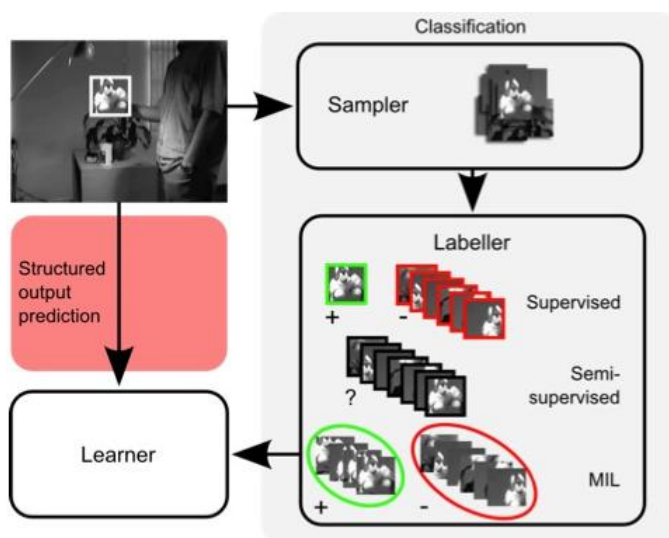 Classification
Sampler
Labeller
+
-
Supervised
Structured
output
prediction
?
Semi-
supervised
Learner
+
-
MIL